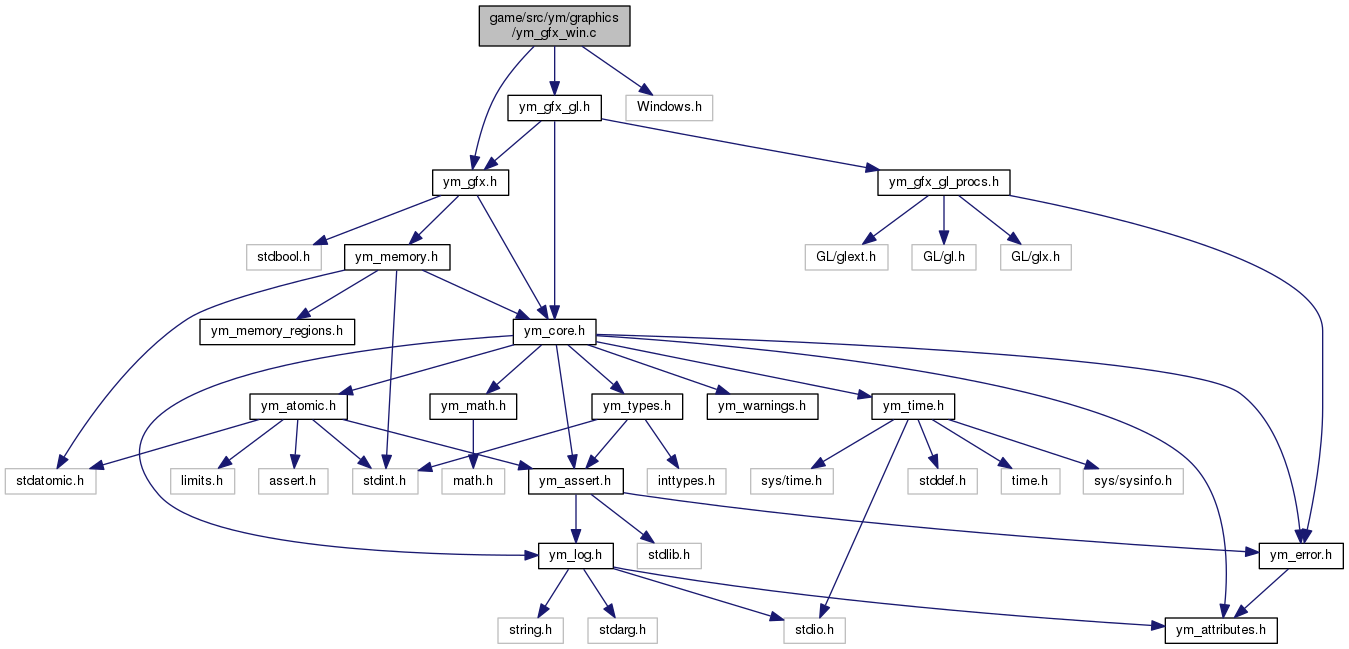 game/src/ym/graphics
/ym_gfx_win.c
ym_gfx_gl.h
Windows.h
ym_gfx.h
ym_gfx_gl_procs.h
stdbool.h
ym_memory.h
GL/glext.h
GL/gl.h
GL/glx.h
ym_memory_regions.h
ym_core.h
ym_atomic.h
ym_math.h
ym_types.h
ym_warnings.h
ym_time.h
stdatomic.h
limits.h
assert.h
stdint.h
math.h
ym_assert.h
inttypes.h
sys/time.h
stddef.h
time.h
sys/sysinfo.h
ym_log.h
stdlib.h
ym_error.h
string.h
stdarg.h
stdio.h
ym_attributes.h